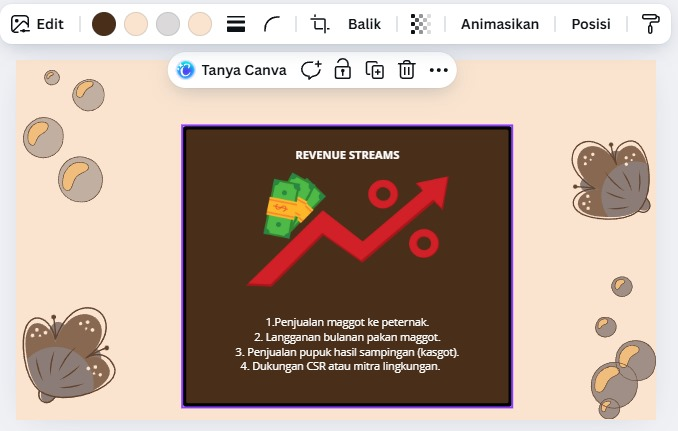 Edit
Balik
Animasikan
Posisi
Tanya Canva
REVENUE STREAMS
1.Penjualan maggot ke peternak.
2. Langganan bulanan pakan maggot.
3. Penjualan pupuk hasil sampingan (kasgot).
4. Dukungan CSR atau mitra lingkungan.